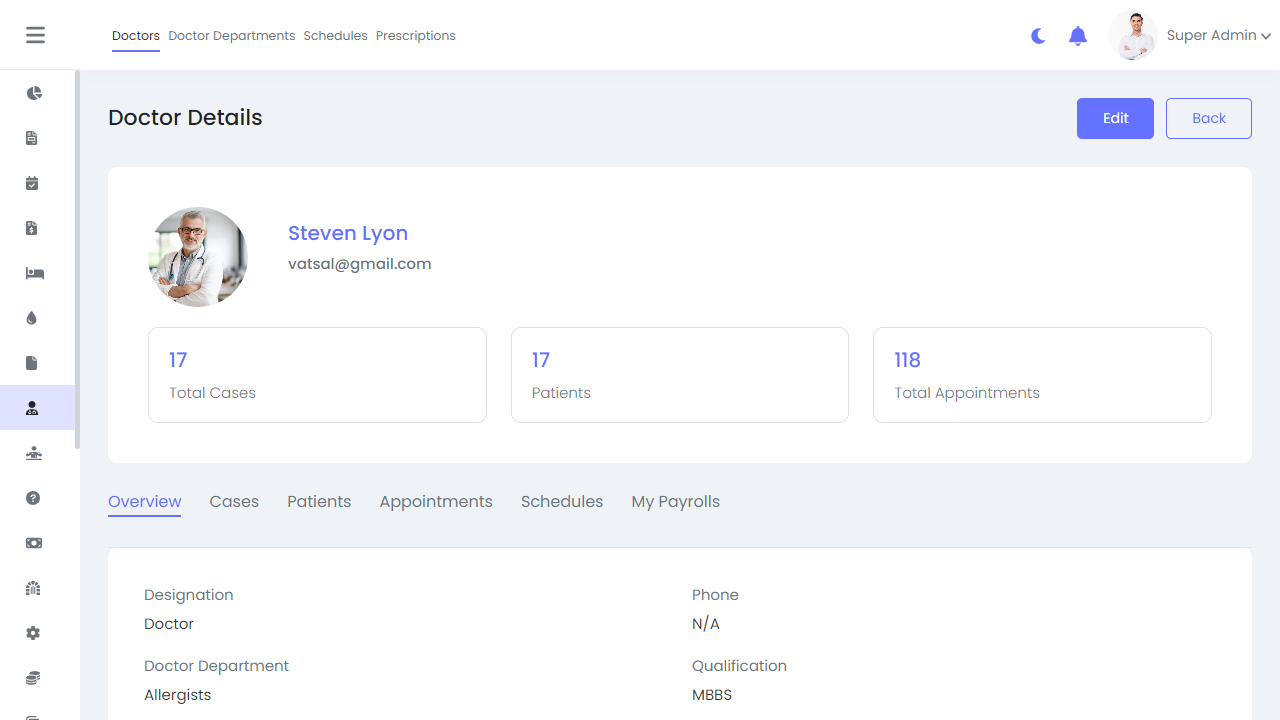 Doctors Doctor Departments Schedules Prescriptions
Super Admin
Doctor Details
Edit
Back
Steven Lyon
vatsal@gmail.com
17
Total Cases
17
Patients
118
Total Appointments
Overview Cases Patients Appointments Schedules My Payrolls
Designation
Doctor
Phone
N/A
Doctor Department
Allergists
Qualification
MBBS